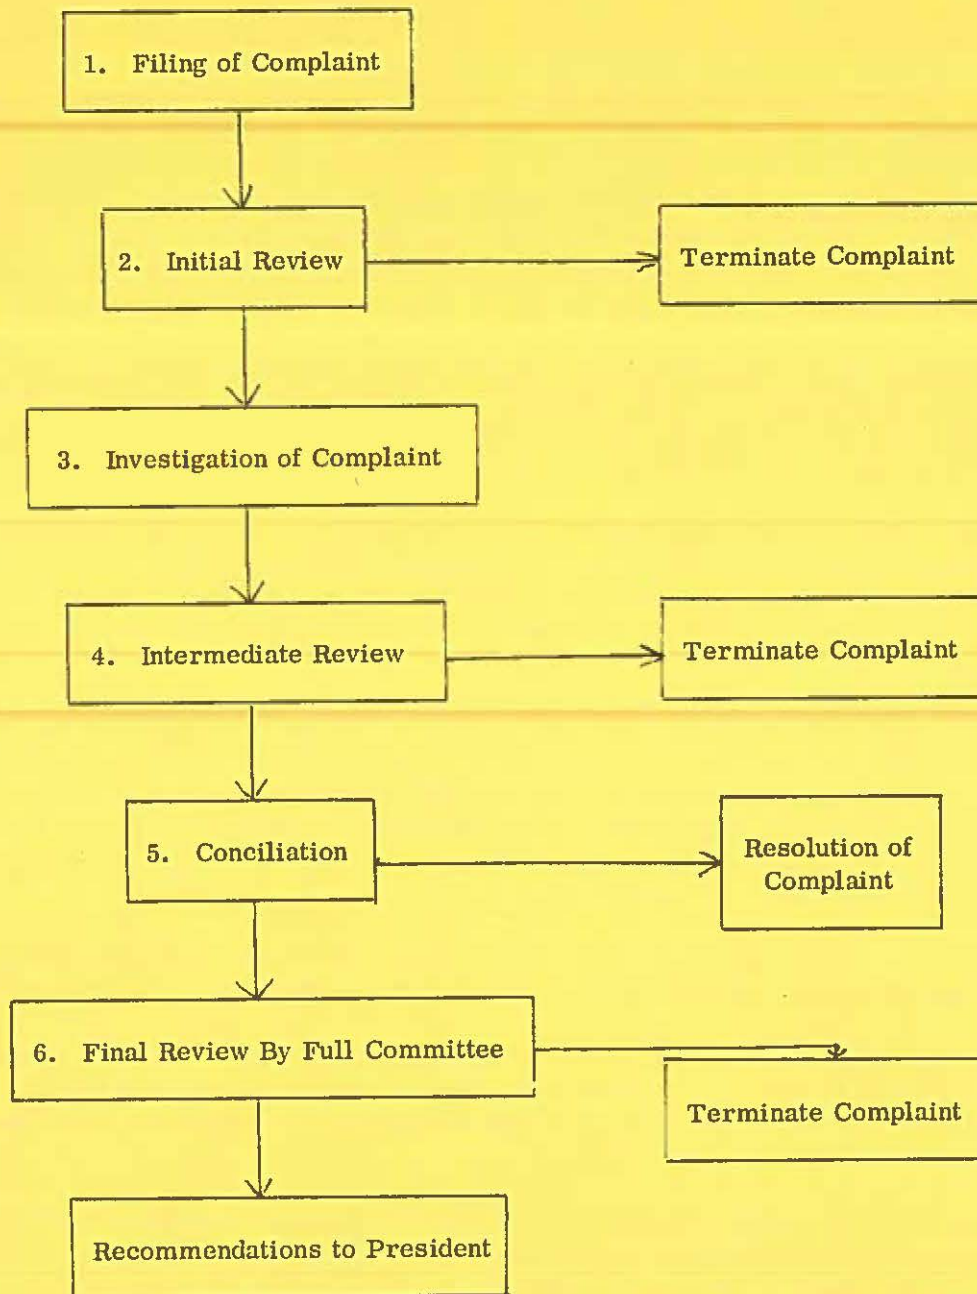 1. Filing of Complaint
2. Initial Review
Terminate Complaint
3. Investigation of Complaint
4. Intermediate Review
Terminate Complaint
5. Conciliation
Resolution of
Complaint
6. Final Review By Full Committee
Terminate Complaint
Recommendations to President